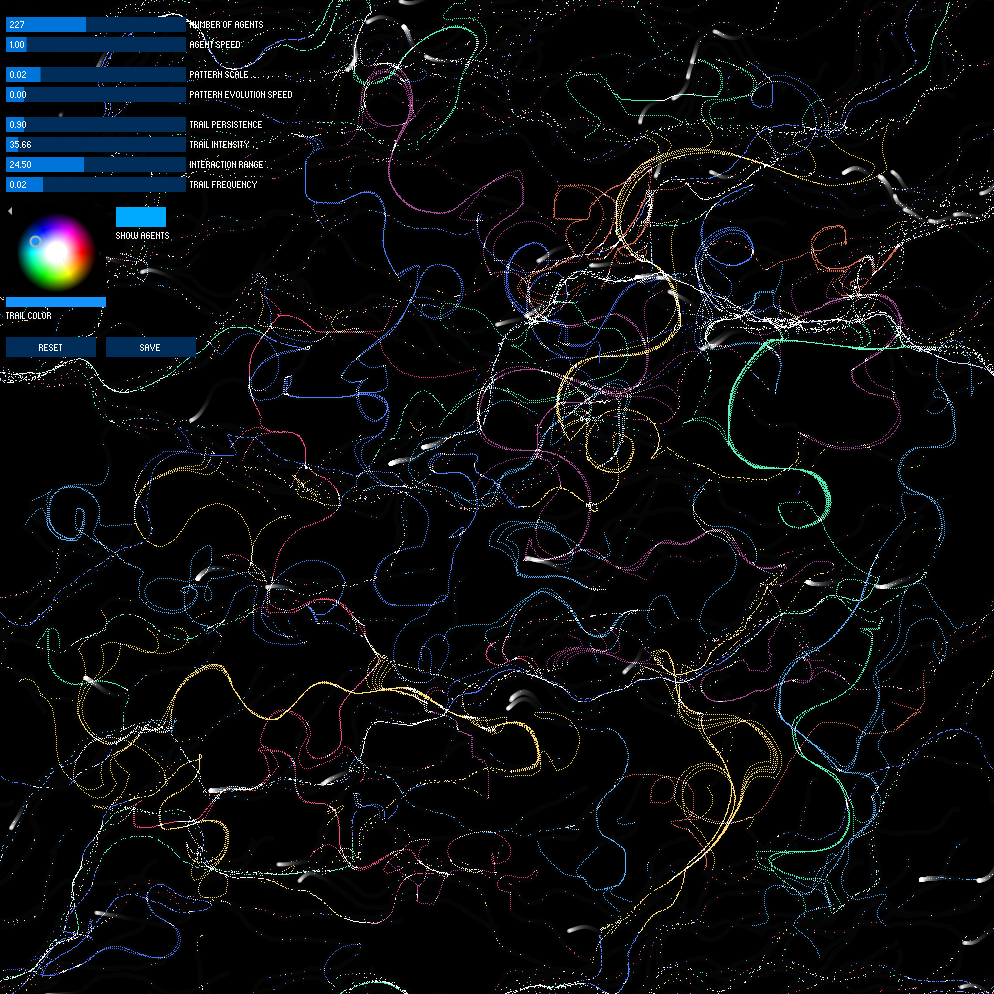 227 NUMBER OF AGENTS
1.00 AGENT SPEED
0.02 PATTERN SCALE
0.00 PATTERN EVOLUTION SPEED
0.90 TRAIL PERSISTENCE
35.66 TRAIL INTENSITY
24.50 INTERACTION RANGE
0.02 TRAIL FREQUENCY
SHOW AGENTS
TRAIL COLOR
RESET SAVE